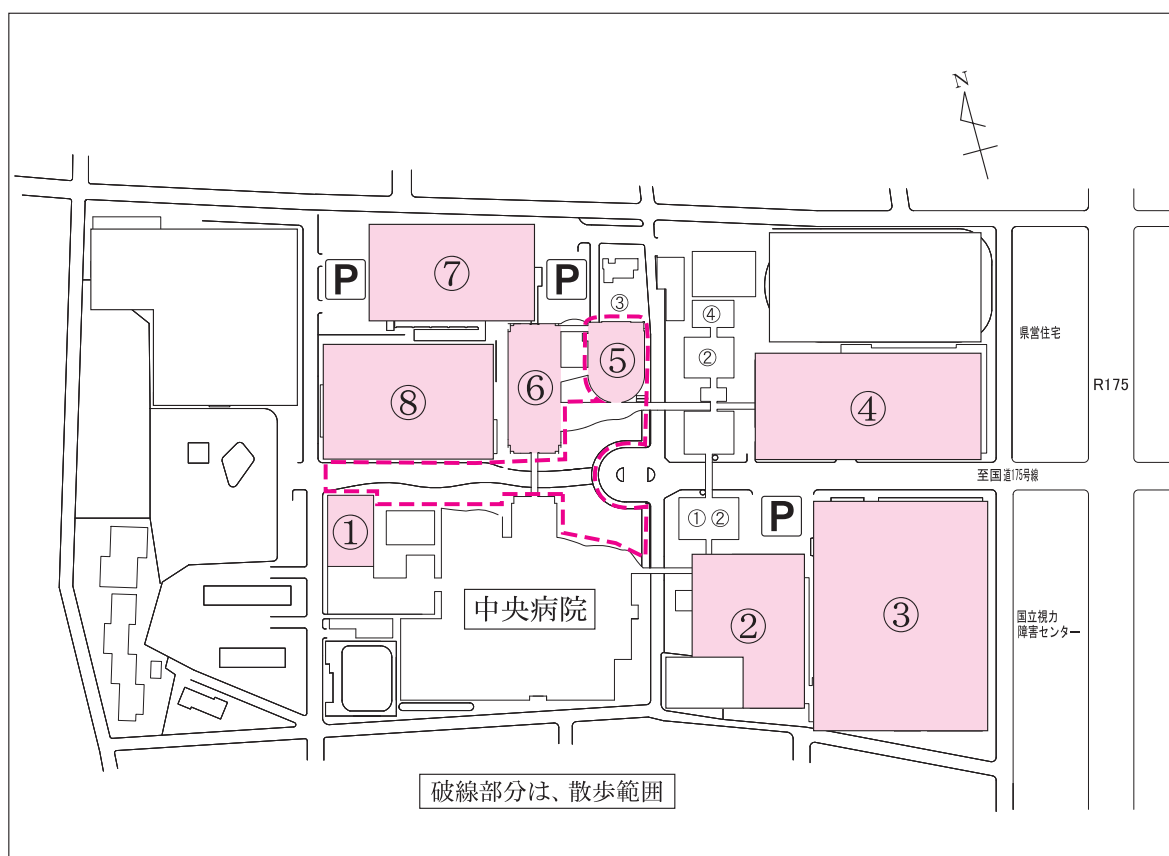 N
⑦
P
P
③
④
県営住宅
②
⑤
⑥
R175
⑧
④
至国道175号線
①
① ②
P
中央病院
②
③
国立視力
障害センター
破線部分は、散歩範囲